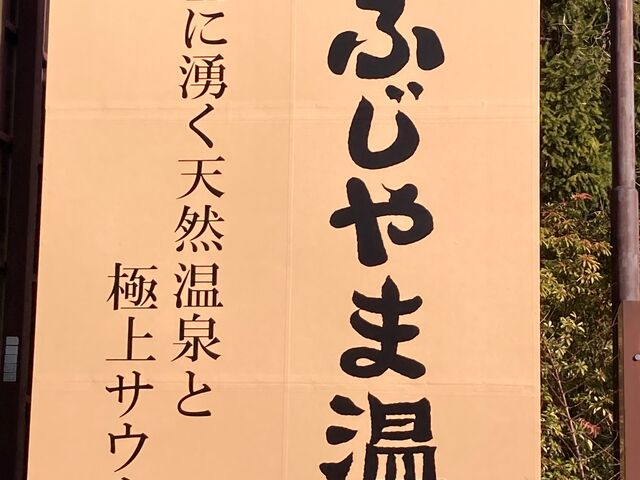 ふじやま温
に湧く天然温泉と
極上サウ